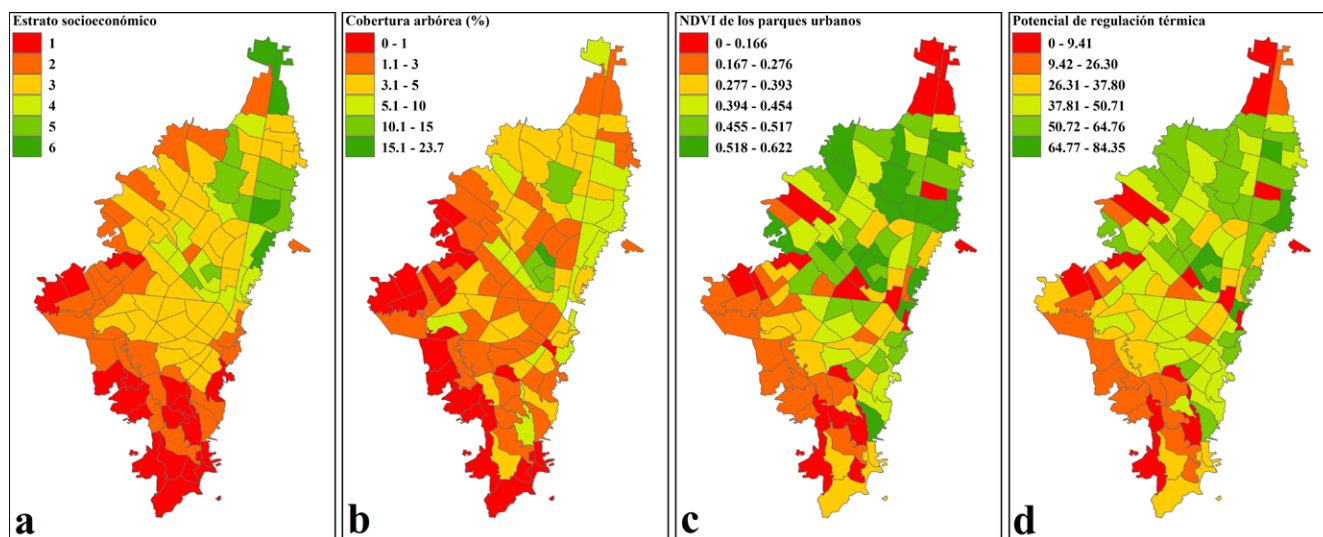 Estrato socioeconómico
1
2
3
4
5
6
a
Cobertura arbórea (%)
0 - 1
1.1 - 3
3.1 - 5
5.1 - 10
10.1 - 15
15.1 - 23.7
b
NDVI de los parques urbanos
0 - 0.166
0.167 - 0.276
0.277 - 0.393
0.394 - 0.454
0.455 - 0.517
0.518 - 0.622
c
Potencial de regulación térmica
0 - 9.41
9.42 - 26.30
26.31 - 37.80
37.81 - 50.71
50.72 - 64.76
64.77 - 84.35
d